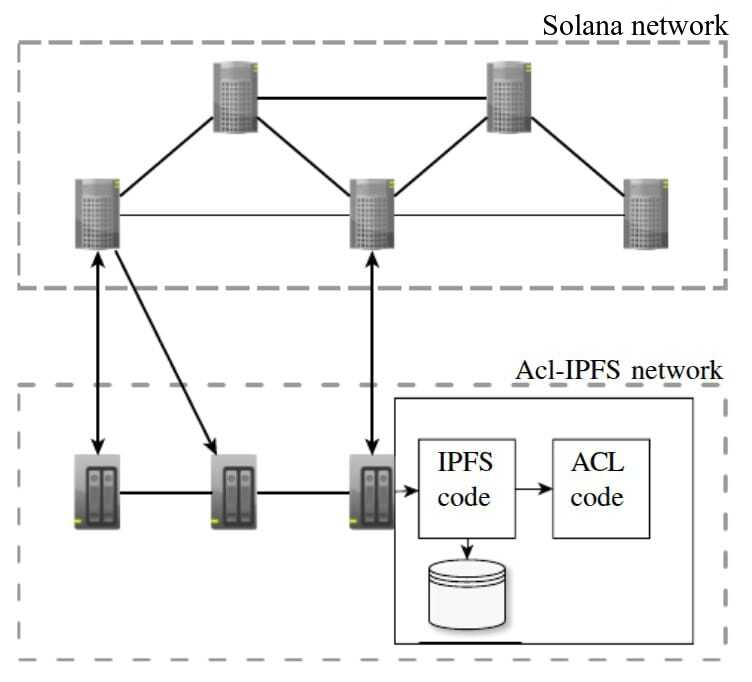 Solana network
Acl-IPFS network
IPFS
code
ACL
code